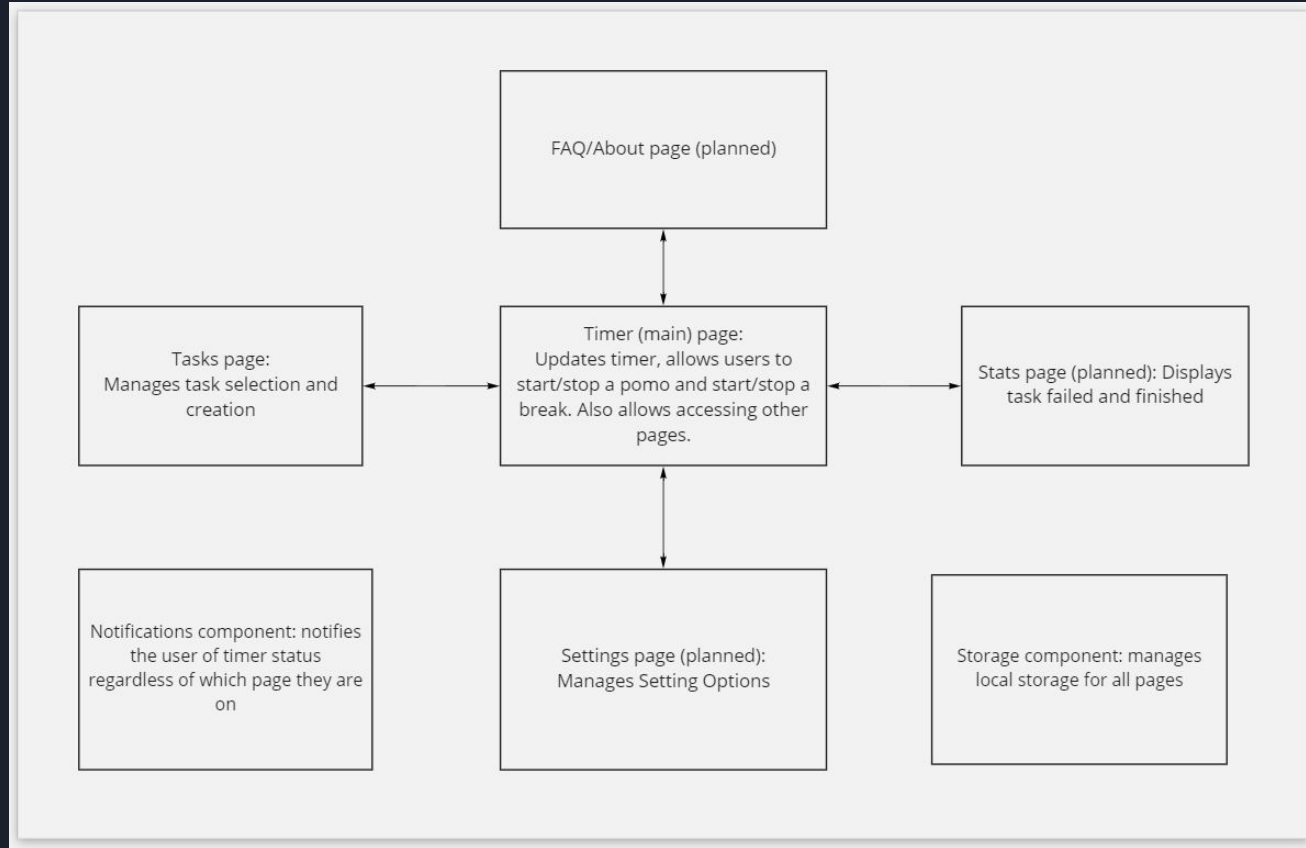 FAQ/About page (planned)
Tasks page:
Manages task selection and
creation
Timer (main) page:
Updates timer, allows users to
start/stop a pomo and start/stop a
break. Also allows accessing other
pages.
Stats page (planned): Displays
task failed and finished
Notifications component: notifies
the user of timer status
regardless of which page they are
on
Settings page (planned):
Manages Setting Options
Storage component: manages
local storage for all pages